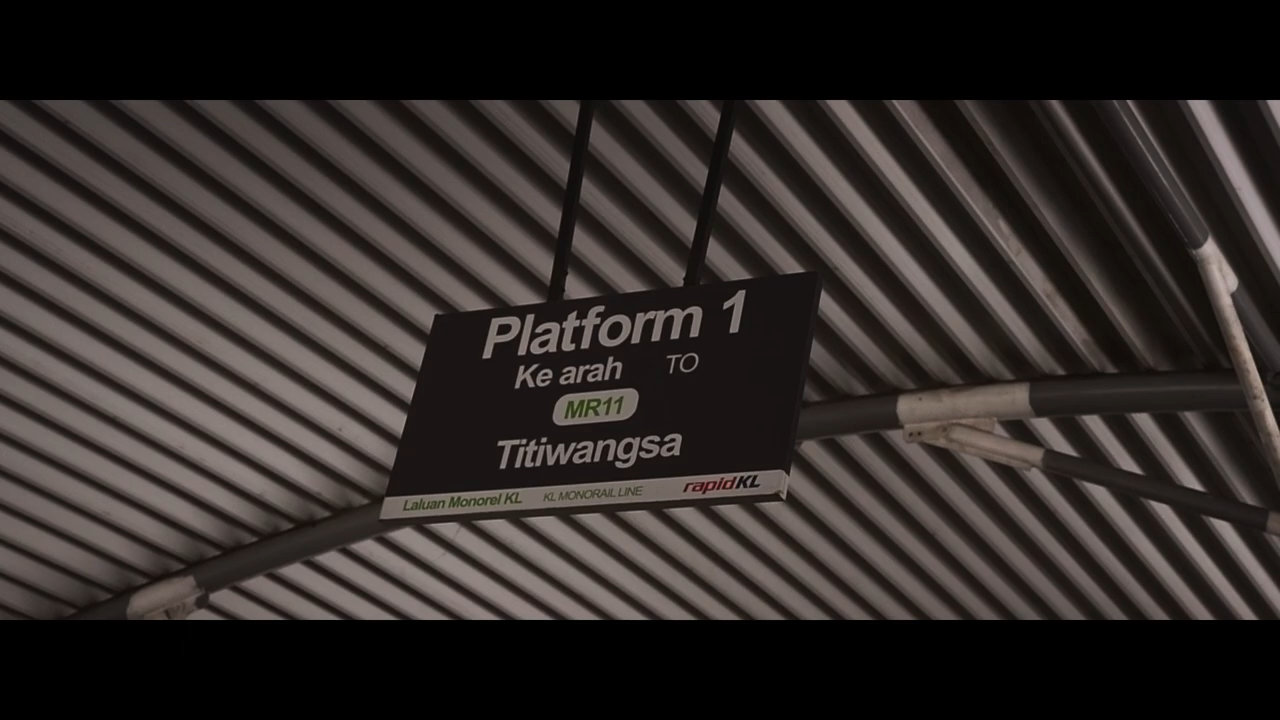 Platform 1
Ke arah TO
MR11
Titiwangsa
Laluan Monorel KL KL MONORAIL LINE rapidKL